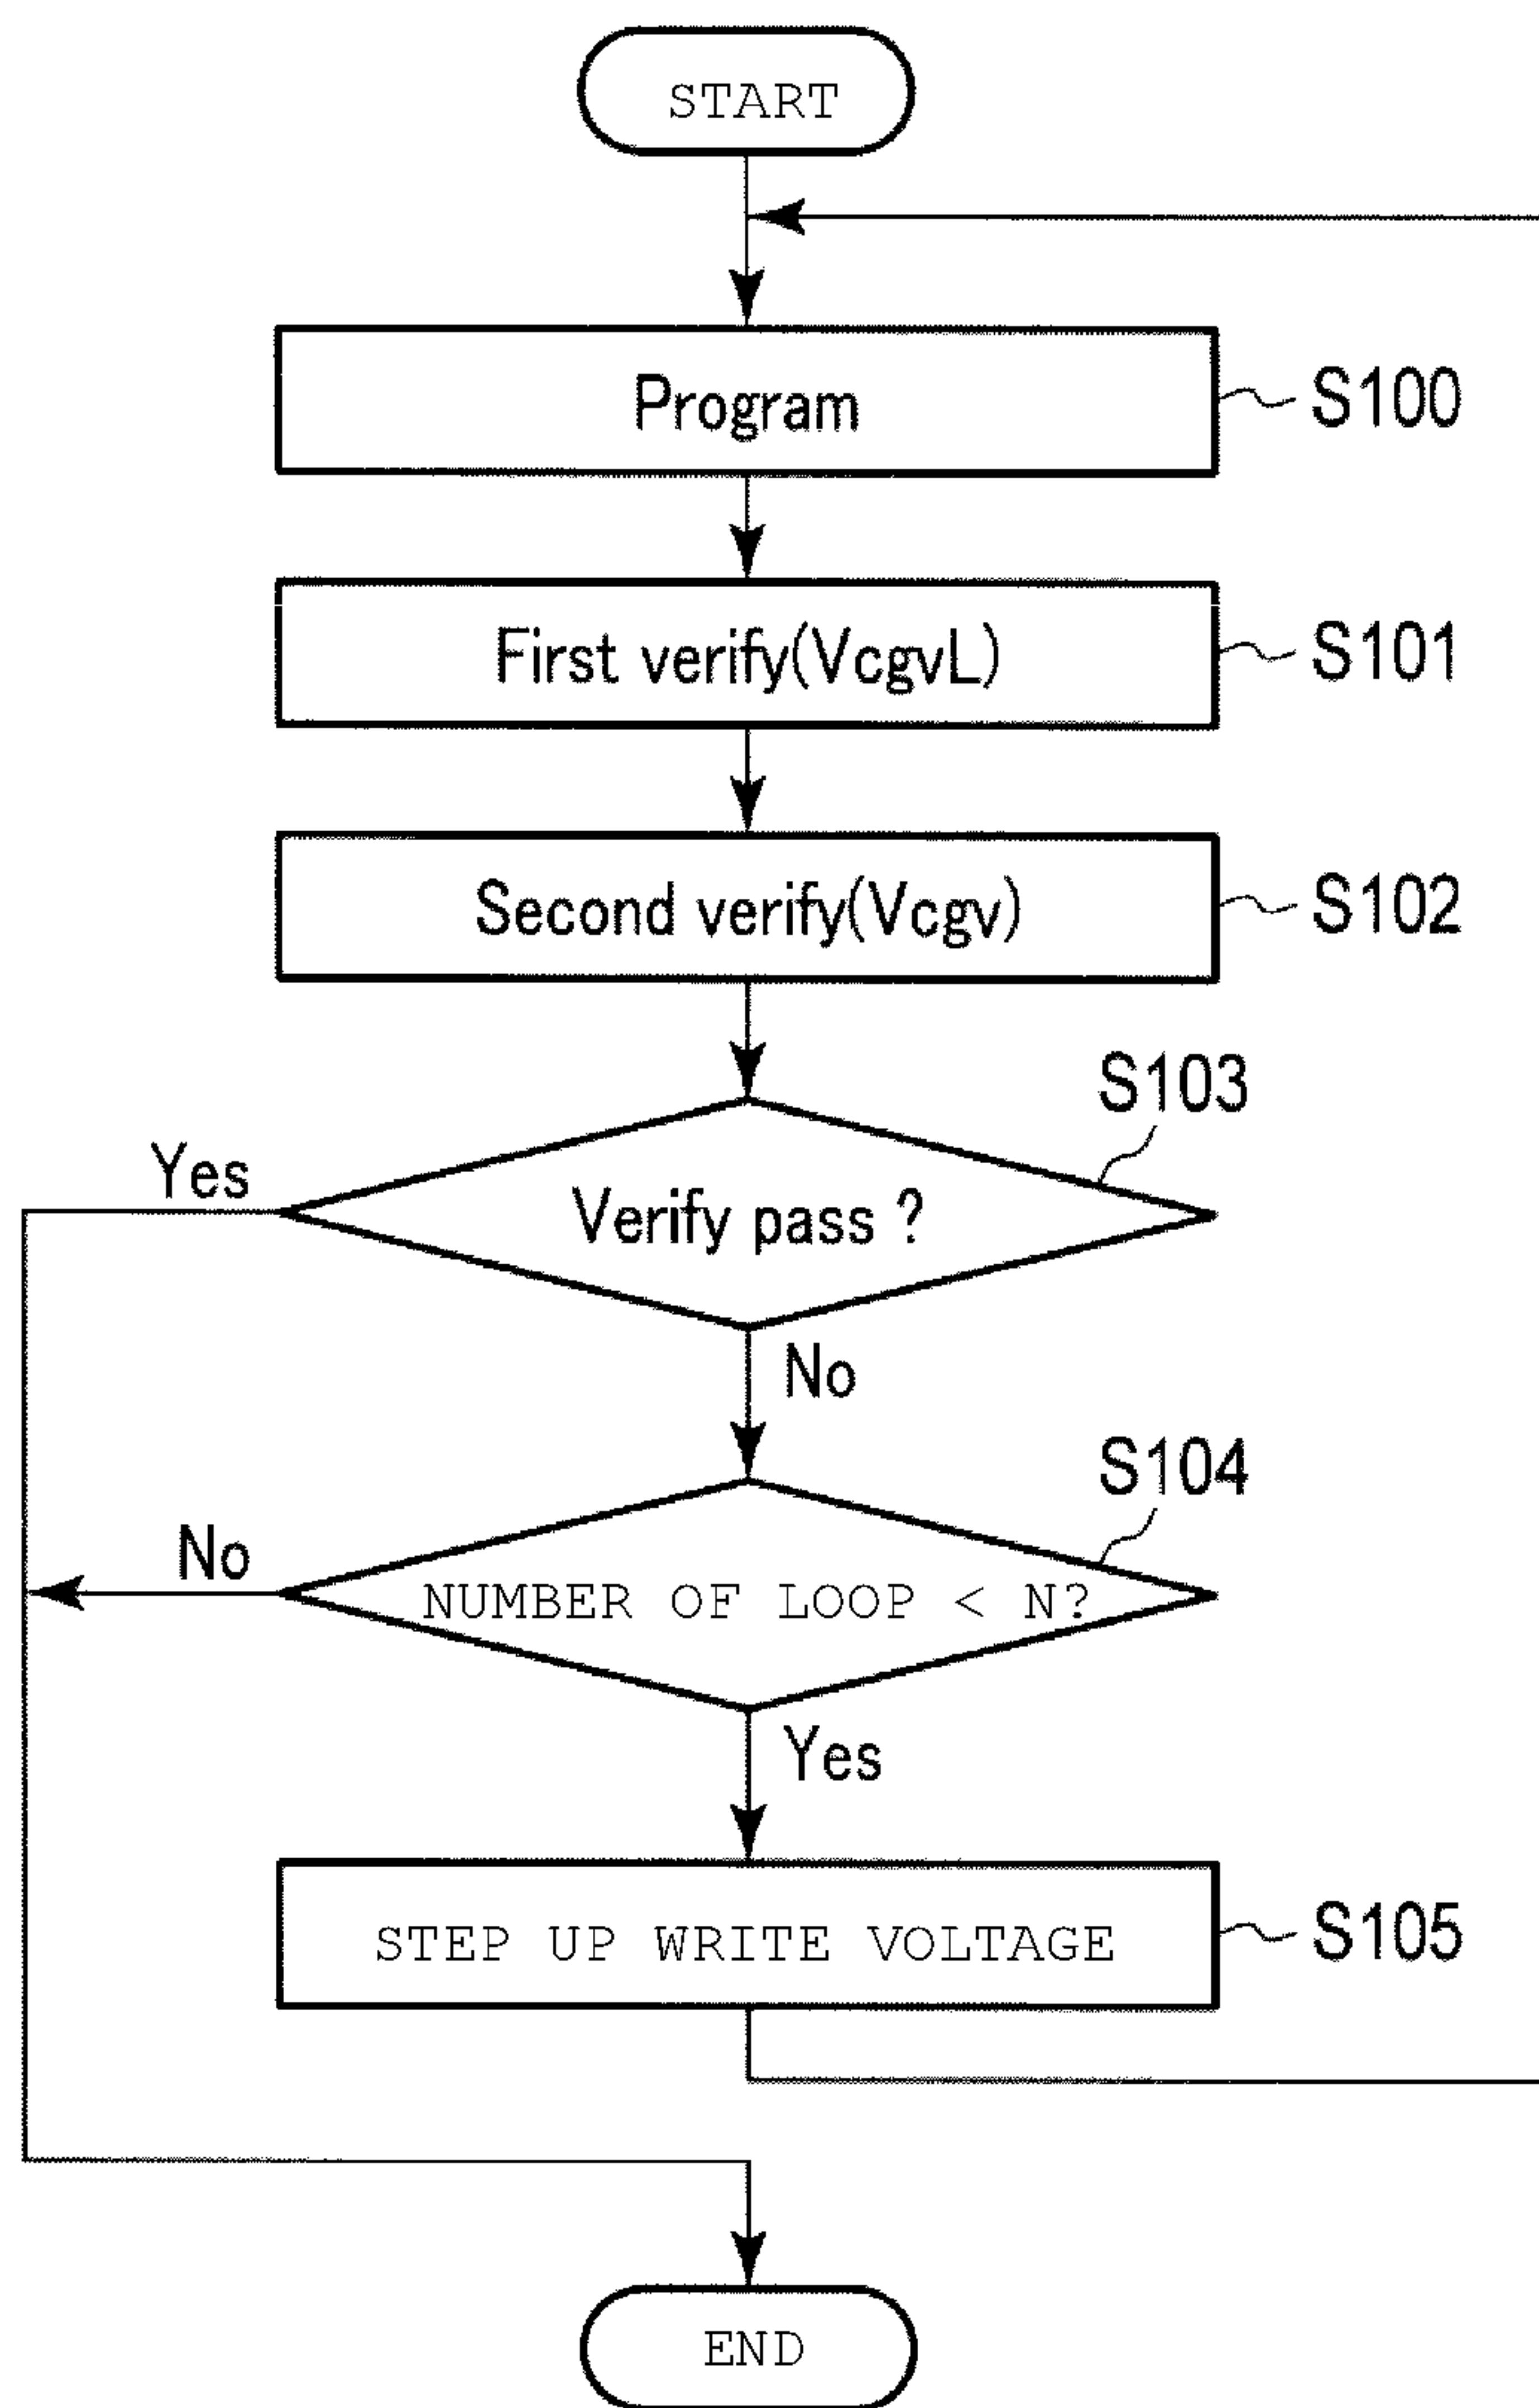 START
Program
S100
First verify(VcgvL)
S101
Second verify(Vcgv)
S102
S103
Yes
Verify pass ?
No
S104
No
NUMBER OF LOOP < N?
Yes
STEP UP WRITE VOLTAGE
S105
END